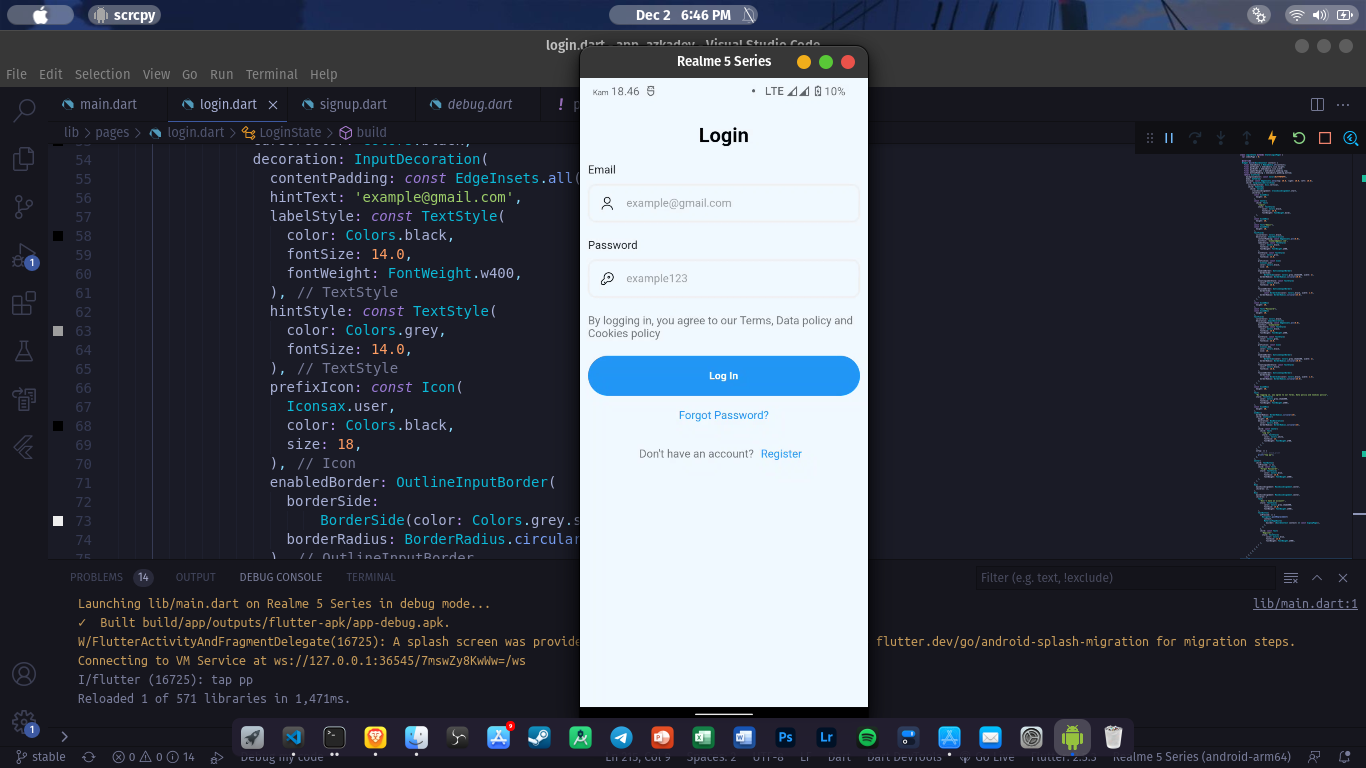 scrcpy
Dec 2 6:46 PM
login.dart - app_azkadev - Visual Studio Code
File Edit Selection View Go Run Terminal Help
main.dart
login.dart
signup.dart
debug.dart
lib > pages > login.dart > LoginState > build
54 decoration: InputDecoration(
55 contentPadding: const EdgeInsets.all(
56 hintText: 'example@gmail.com',
57 labelStyle: const TextStyle(
58 color: Colors.black,
59 fontSize: 14.0,
60 fontWeight: FontWeight.w400,
61 ), // TextStyle
62 hintStyle: const TextStyle(
63 color: Colors.grey,
64 fontSize: 14.0,
65 ), // TextStyle
66 prefixIcon: const Icon(
67 Iconsax.user,
68 color: Colors.black,
69 size: 18,
70 ), // Icon
71 enabledBorder: OutlineInputBorder(
72 borderSide:
73 BorderSide(color: Colors.grey.s
74 borderRadius: BorderRadius.circular
75 ) // OutlineInputBorder
1
1
PROBLEMS 14 OUTPUT DEBUG CONSOLE TERMINAL
Filter (e.g. text, !exclude)
Launching lib/main.dart on Realme 5 Series in debug mode...
lib/main.dart:1
✓ Built build/app/outputs/flutter-apk/app-debug.apk.
W/FlutterActivityAndFragmentDelegate(16725): A splash screen was provide
flutter.dev/go/android-splash-migration for migration steps.
Connecting to VM Service at ws://127.0.0.1:36545/7mswZy8KwWw=/ws
I/flutter (16725): tap pp
Reloaded 1 of 571 libraries in 1,471ms.
Realme 5 Series
Kam 18.46
LTE
10%
Login
Email
example@gmail.com
Password
example123
By logging in, you agree to our Terms, Data policy and
Cookies policy
Log In
Forgot Password?
Don't have an account? Register
9
Ps
Lr
stable
0 0 14
Debug my code
Ln 215, Col 9
Spaces: 2
UTF-8
LF
Dart
Dart DevTools
Go Live
Realme 5 Series (android-arm64)